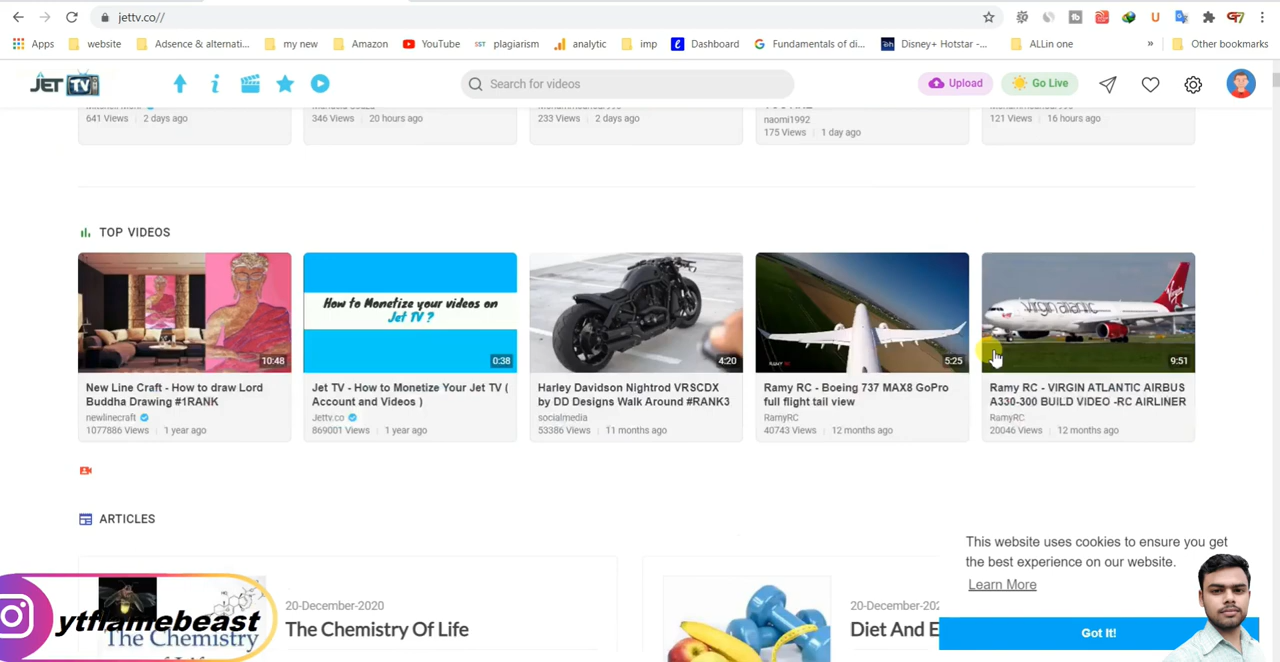 jettv.co//
Apps website Adsence & alternati... my new Amazon YouTube SST plagiarism analytic imp Dashboard Fundamentals of di... Disney+ Hotstar -... ALLin one » Other bookmarks
JET TV Search for videos Upload Go Live
641 Views 2 days ago
346 Views 20 hours ago
233 Views 2 days ago
naomi1992
175 Views 1 day ago
121 Views 16 hours ago
TOP VIDEOS
10:48
New Line Craft - How to draw Lord
Buddha Drawing #1RANK
newlinecraft
1077886 Views 1 year ago
How to Monetize your videos on
Jet TV ?
0:38
Jet TV - How to Monetize Your Jet TV (
Account and Videos )
Jettv.co
869001 Views 1 year ago
4:20
Harley Davidson Nightrod VRSCDX
by DD Designs Walk Around #RANK3
socialmedia
53386 Views 11 months ago
RAMY RC
5:25
Ramy RC - Boeing 737 MAX8 GoPro
full flight tail view
RamyRC
40743 Views 12 months ago
virgin atlantic
9:51
Ramy RC - VIRGIN ATLANTIC AIRBUS
A330-300 BUILD VIDEO -RC AIRLINER
RamyRC
20046 Views 12 months ago
ARTICLES
20-December-2020
The Chemistry Of Life
The Chemistry
20-December-202
Diet And E
This website uses cookies to ensure you get
the best experience on our website.
Learn More
Got It!
ytflamebeast